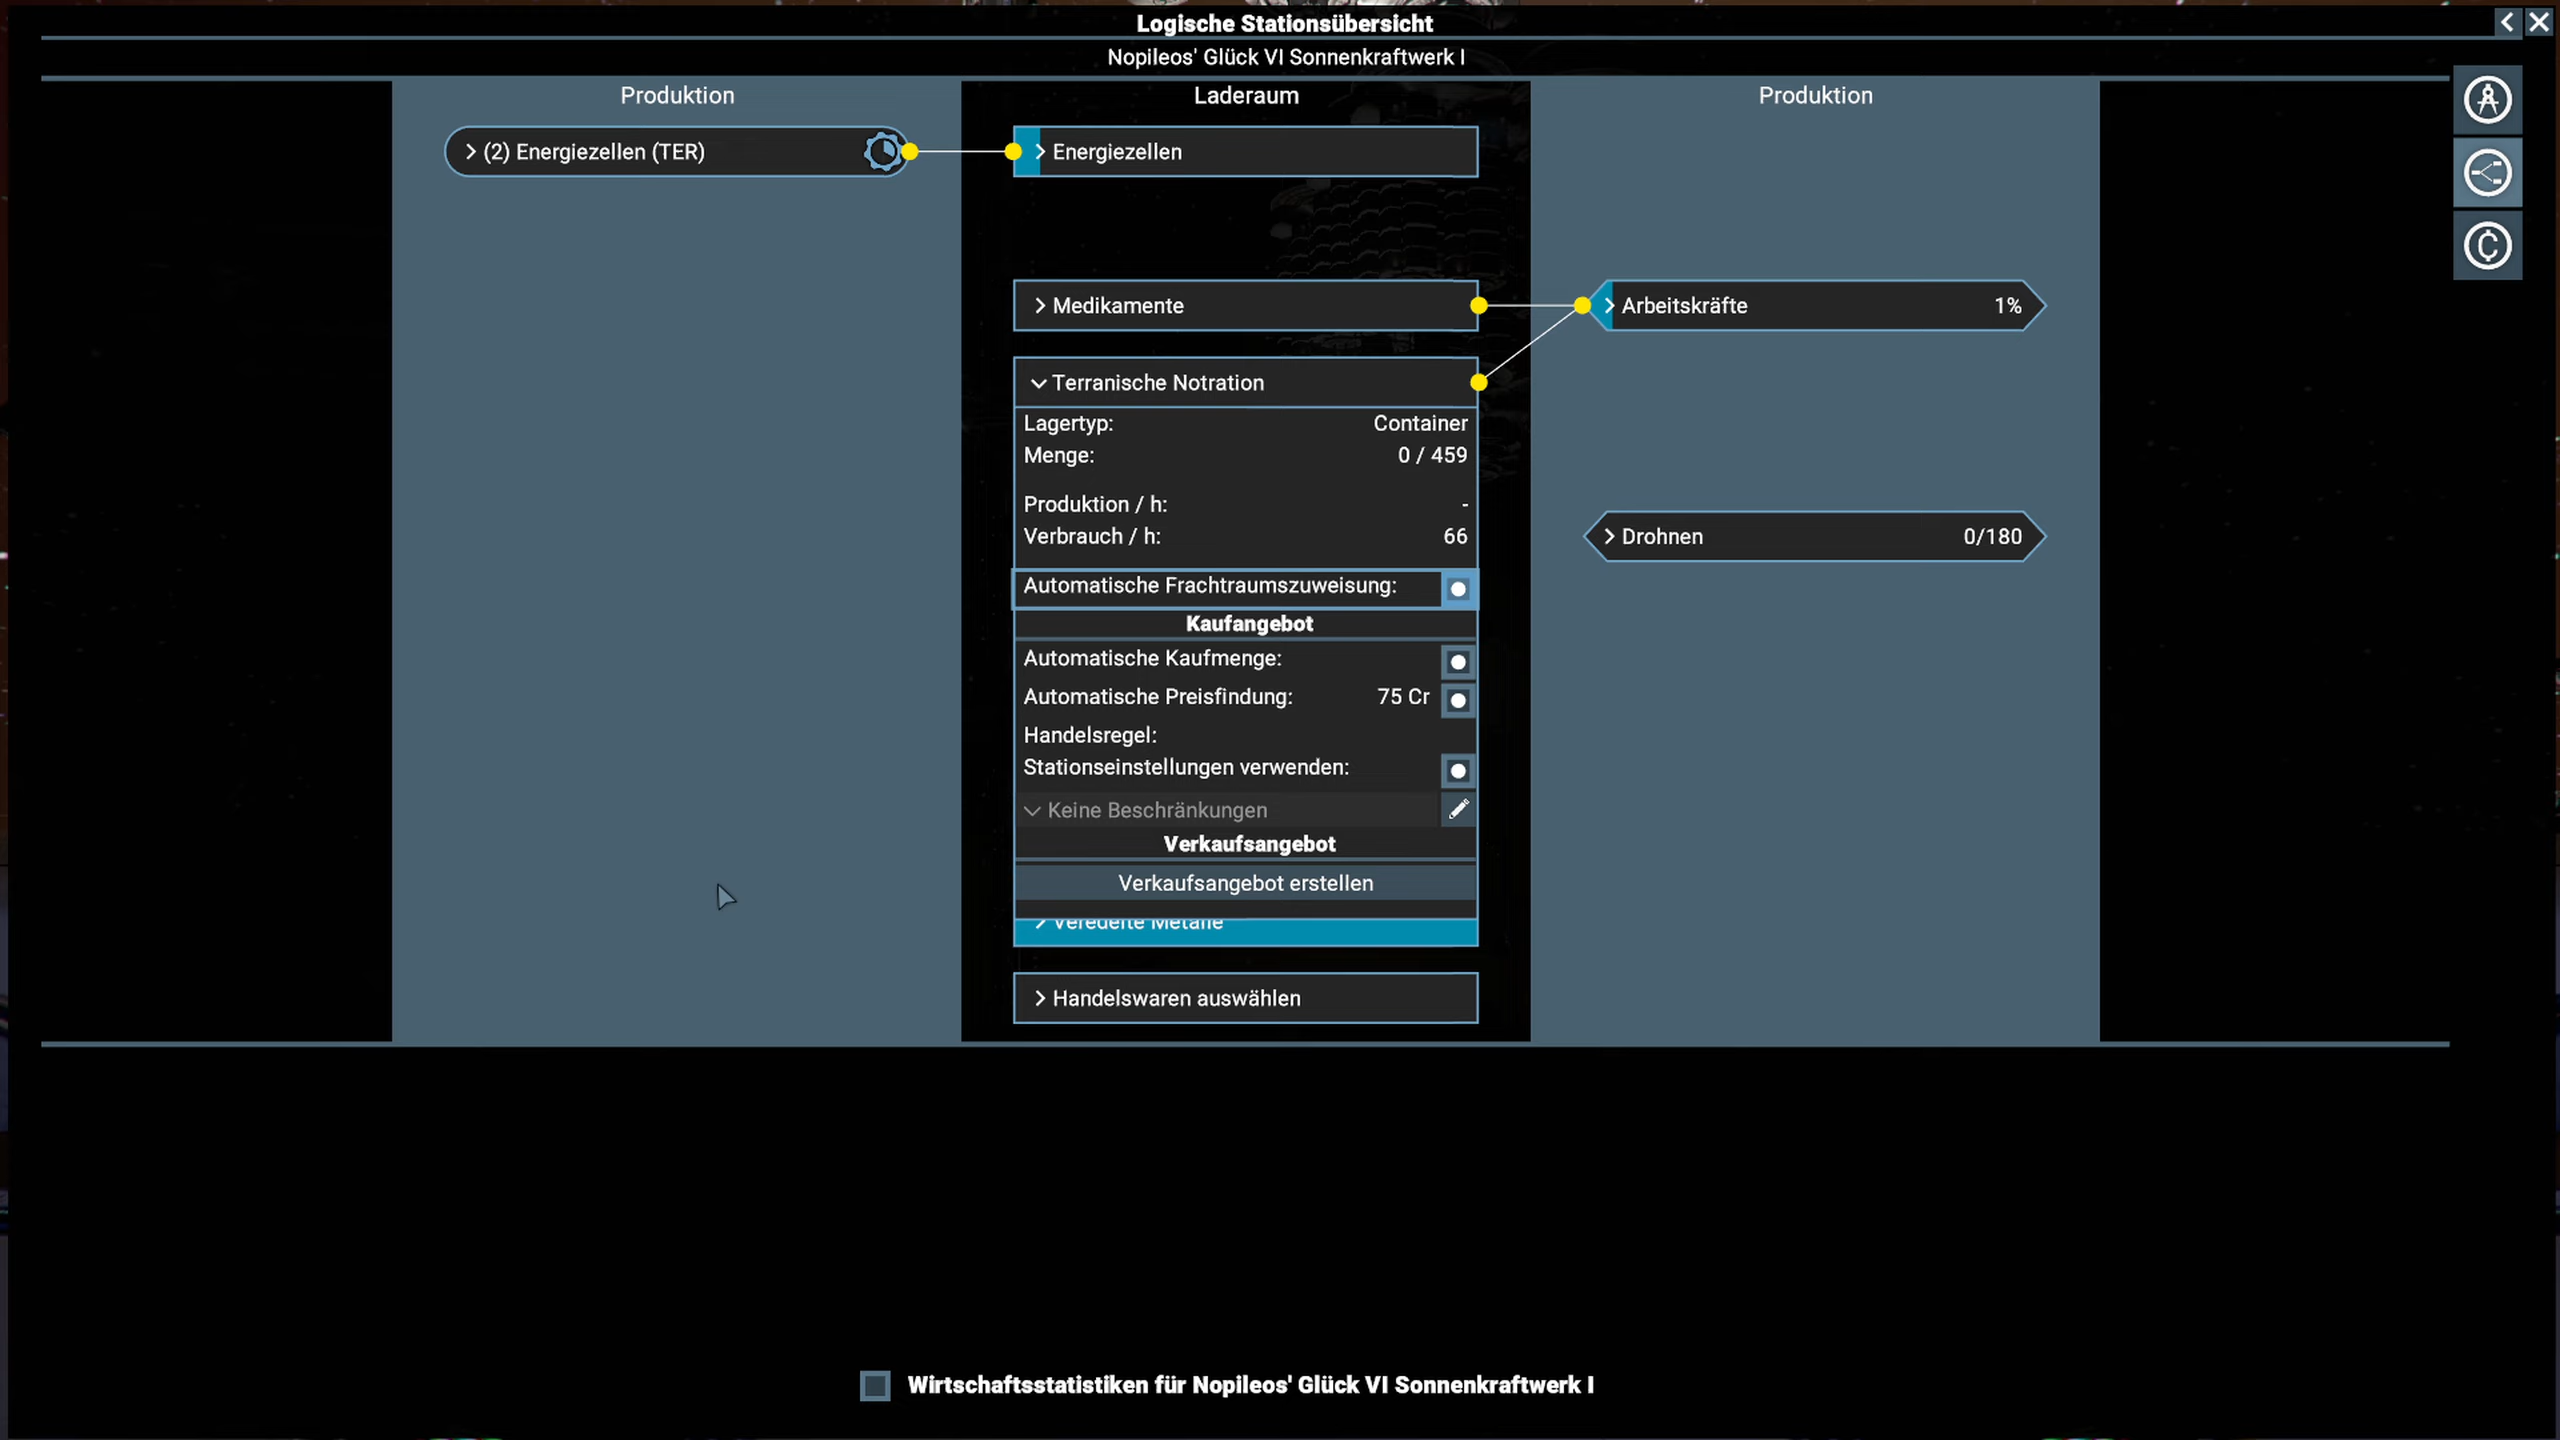 Logische Stationsübersicht
Nopileos' Glück VI Sonnenkraftwerk I
Produktion
Laderaum
Produktion
(2) Energiezellen (TER)
Energiezellen
Medikamente
Arbeitskräfte 1%
Terranische Notration
Lagertyp: Container
Menge: 0 / 459
Produktion / h: -
Verbrauch / h: 66
Drohnen 0/180
Automatische Frachtraumszuweisung:
Kaufangebot
Automatische Kaufmenge:
Automatische Preisfindung: 75 Cr
Handelsregel:
Stationseinstellungen verwenden:
Keine Beschränkungen
Verkaufsangebot
Verkaufsangebot erstellen
Veredelte Metalle
Handelswaren auswählen
Wirtschaftsstatistiken für Nopileos' Glück VI Sonnenkraftwerk I